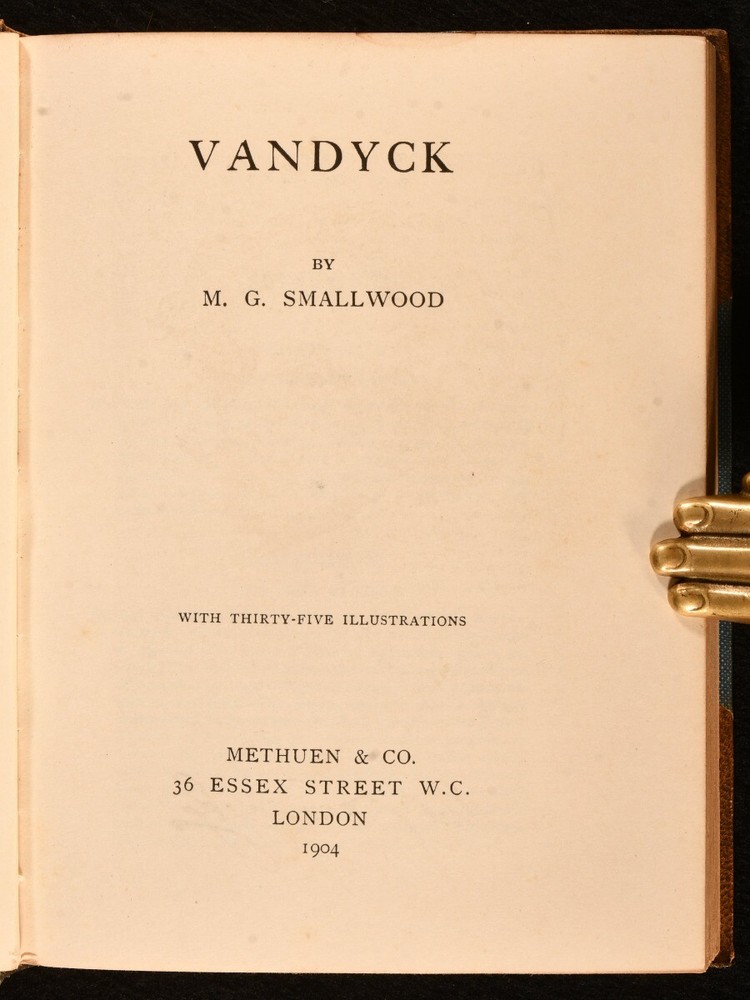 VANDYCK
BY
M. G. SMALLWOOD
WITH THIRTY-FIVE ILLUSTRATIONS
METHUEN & CO.
36 ESSEX STREET W.C.
LONDON
1904